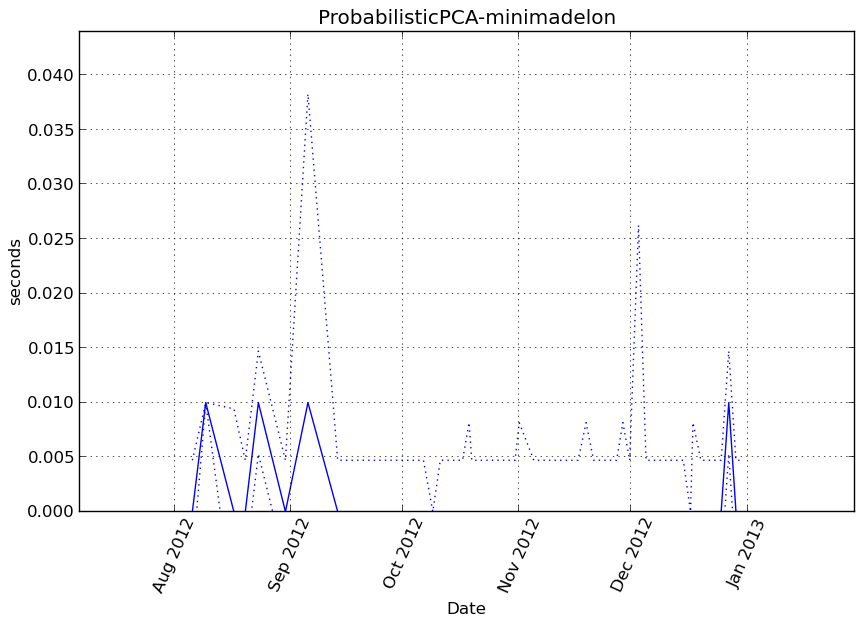 ProbabilisticPCA-minimadelon
0.040
0.035
0.030
0.025
0.020
0.015
0.010
0.005
0.000
seconds
Aug 2012
Sep 2012
Oct 2012
Nov 2012
Dec 2012
Jan 2013
Date